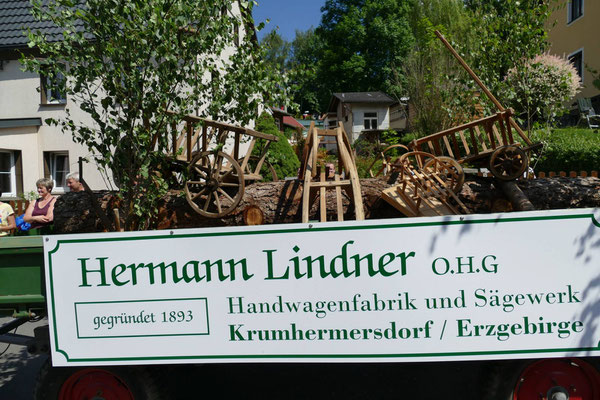 Hermann Lindner O.H.G
gegründet 1893
Handwagenfabrik und Sägewerk
Krumhermersdorf / Erzgebirge